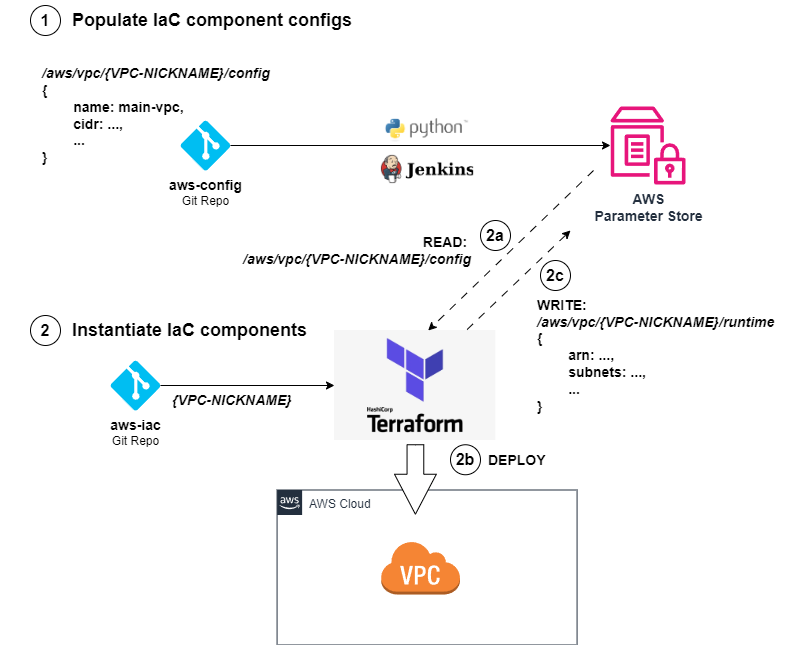 1 Populate IaC component configs
/aws/vpc/{VPC-NICKNAME}/config
{
name: main-vpc,
cidr: ...,
...
}
aws-config
Git Repo
python™
Jenkins
AWS
Parameter Store
2a
READ:
/aws/vpc/{VPC-NICKNAME}/config
2c
WRITE:
/aws/vpc/{VPC-NICKNAME}/runtime
{
arn: ...,
subnets: ...,
...
}
2 Instantiate IaC components
aws-iac
Git Repo
{VPC-NICKNAME}
HashiCorp
Terraform
2b DEPLOY
aws AWS Cloud
VPC